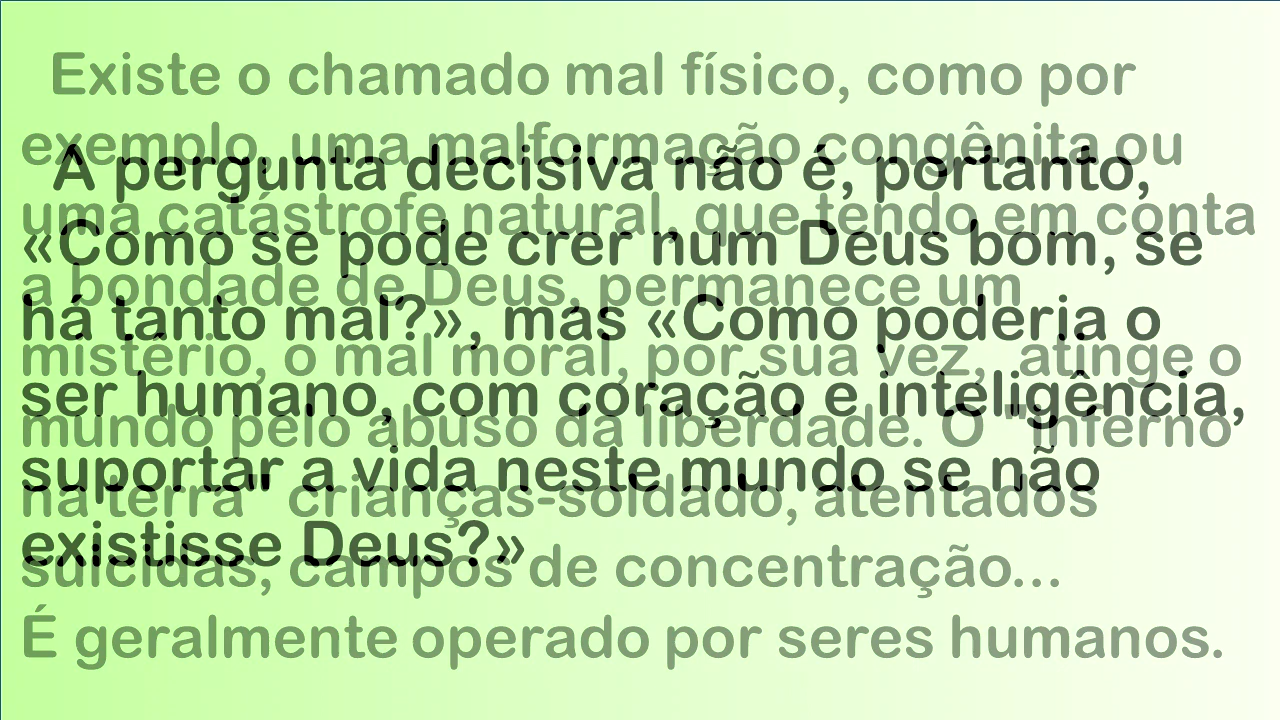 Existe o chamado mal físico, como por
exemplo, uma malformação congênita ou
uma catástrofe natural, que tendo em conta
a bondade de Deus, permanece um
mistério, o mal moral, por sua vez, atinge o
mundo pelo abuso da liberdade. O "inferno
na terra" crianças-soldado, atentados
suicidas, campos de concentração...
É geralmente operado por seres humanos.
A pergunta decisiva não é, portanto,
«Como se pode crer num Deus bom, se
há tanto mal?», mas «Como poderia o
ser humano, com coração e inteligência,
suportar a vida neste mundo se não
existisse Deus?»